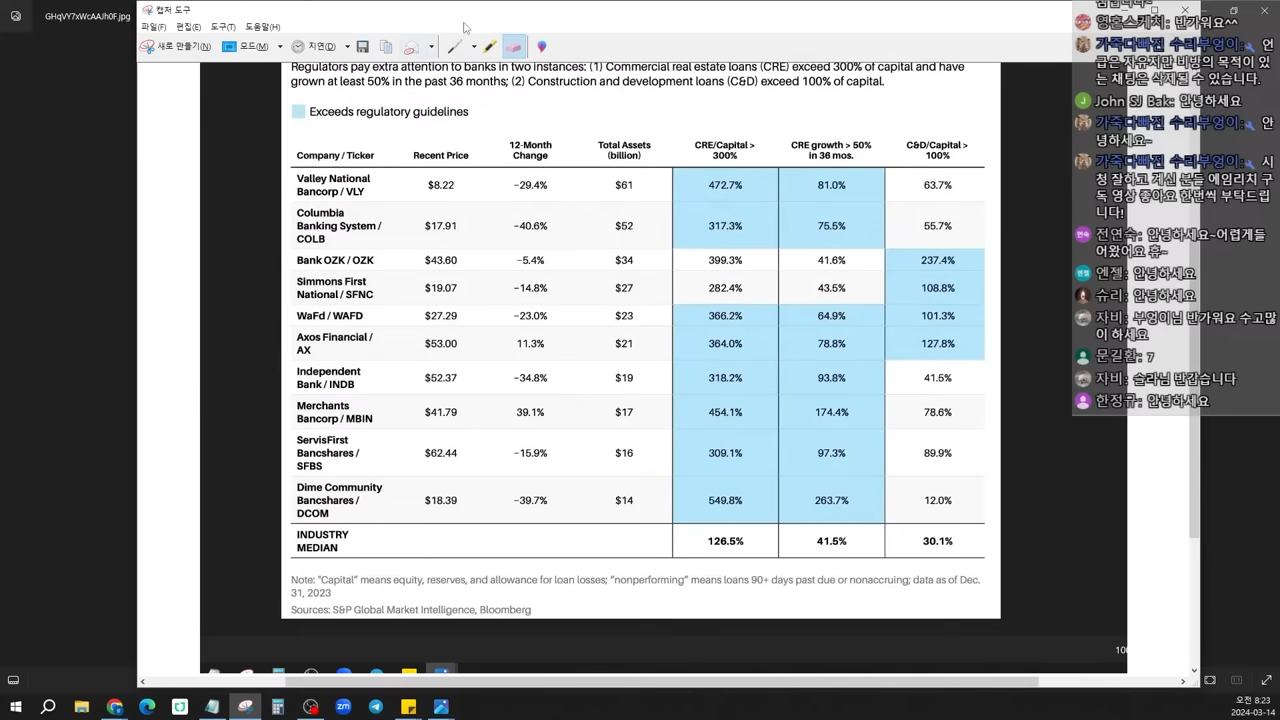 GHqVY7xWcAAJh0F.jpg
캡처 도구
파일(F) 편집(E) 도구(T) 도움말(H)
새로 만들기(N) 모드(M) 지연(D)
Regulators pay extra attention to banks in two instances: (1) Commercial real estate loans (CRE) exceed 300% of capital and have
grown at least 50% in the past 36 months; (2) Construction and development loans (C&D) exceed 100% of capital.
Exceeds regulatory guidelines
Company / Ticker Recent Price 12-Month Change Total Assets (billion) CRE/Capital > 300% CRE growth > 50% in 36 mos. C&D/Capital > 100%
Valley National Bancorp / VLY $8.22 −29.4% $61 472.7% 81.0% 63.7%
Columbia Banking System / COLB $17.91 −40.6% $52 317.3% 75.5% 55.7%
Bank OZK / OZK $43.60 −5.4% $34 399.3% 41.6% 237.4%
Simmons First National / SFNC $19.07 −14.8% $27 282.4% 43.5% 108.8%
WaFd / WAFD $27.29 −23.0% $23 366.2% 64.9% 101.3%
Axos Financial / AX $53.00 11.3% $21 364.0% 78.8% 127.8%
Independent Bank / INDB $52.37 −34.8% $19 318.2% 93.8% 41.5%
Merchants Bancorp / MBIN $41.79 39.1% $17 454.1% 174.4% 78.6%
ServisFirst Bancshares / SFBS $62.44 −15.9% $16 309.1% 97.3% 89.9%
Dime Community Bancshares / DCOM $18.39 −39.7% $14 549.8% 263.7% 12.0%
INDUSTRY MEDIAN 126.5% 41.5% 30.1%
Note: "Capital" means equity, reserves, and allowance for loan losses; "nonperforming" means loans 90+ days past due or nonaccruing; data as of Dec.
31, 2023
Sources: S&P Global Market Intelligence, Bloomberg
영훈스케치: 반가워요^^
가죽다빠진 수리부엉이: 언
급은 자유지만 비방의 목적이 있
는 채팅은 삭제될 수 있습니다.
John SJ Bak: 안녕하세요
가죽다빠진 수리부엉이: 안
녕하세요~
가죽다빠진 수리부엉이: 시
청 잘하고 계신 분들 에임리치 구
독 영상 좋아요 한번씩 부탁드립
니다!
전연숙: 안녕하세요~어렵게들
어왔어요 휴~
엔젤: 안녕하세요
슈리: 안녕하세요
자비: 부엉이님 반가워요 수고많
이 하세요
문길환: 7
자비: 슬라님 반갑습니다
한정규: 안녕하세요
오전 8:23
2024-03-14